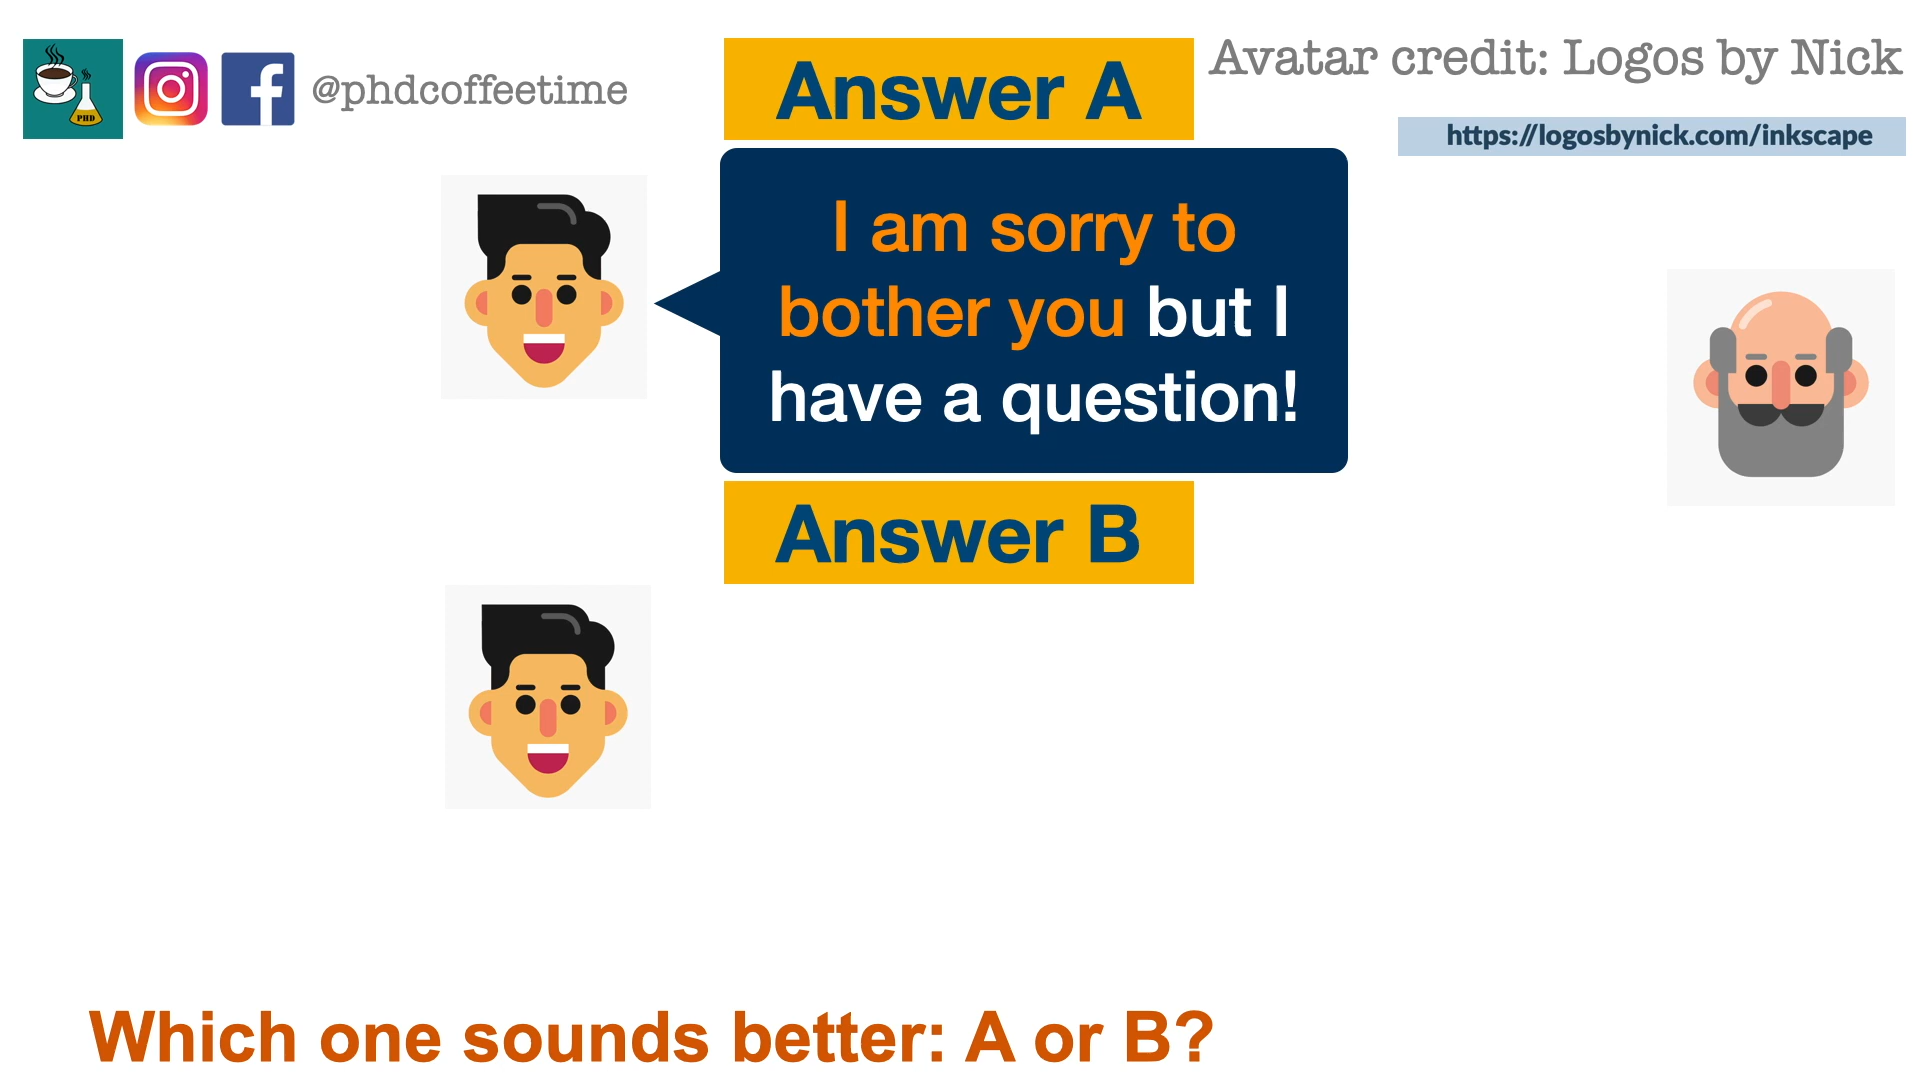 PHD
@phdcoffeetime
Answer A
Avatar credit: Logos by Nick
https://logosbynick.com/inkscape
I am sorry to
bother you but I
have a question!
Answer B
Which one sounds better: A or B?